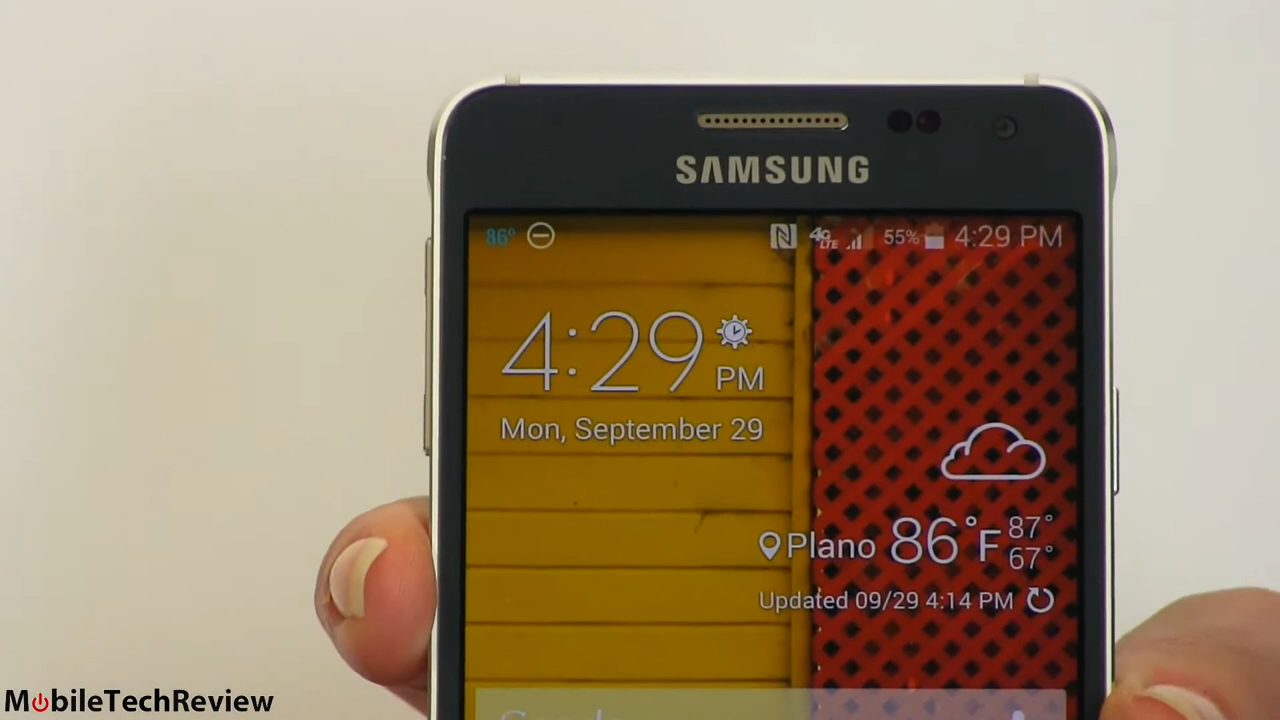 SAMSUNG
86° 4G LTE 55% 4:29 PM
4:29 PM
Mon, September 29
Plano 86°F 87° 67°
Updated 09/29 4:14 PM
MobileTechReview